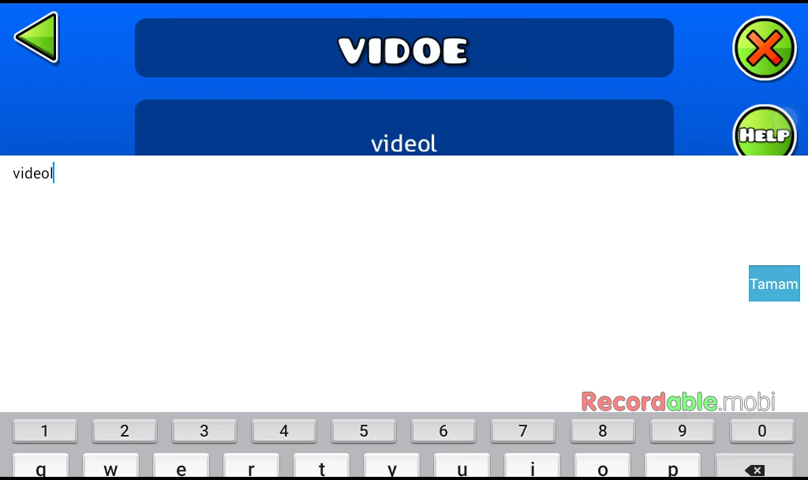 VIDOE
HELP
videol
videol
Tamam
Recordable.mobi
1 2 3 4 5 6 7 8 9 0
q w e r t y u i o p